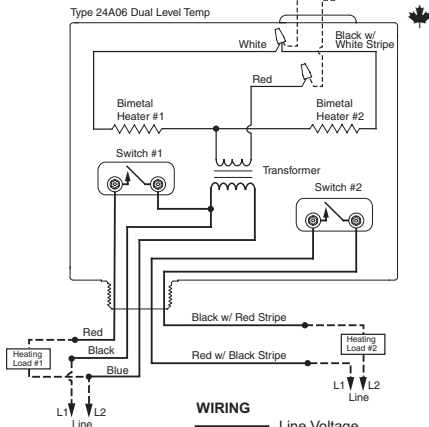 Type 24A06 Dual Level Temp
White
Black w/
White Stripe
Red
Bimetal
Heater #1
Bimetal
Heater #2
Switch #1
Transformer
Switch #2
Black w/ Red Stripe
Red
Heating
Load #1
Black
Red w/ Black Stripe
Heating
Load #2
Blue
L1
L2
Line
L1
L2
Line
WIRING
Line Voltage